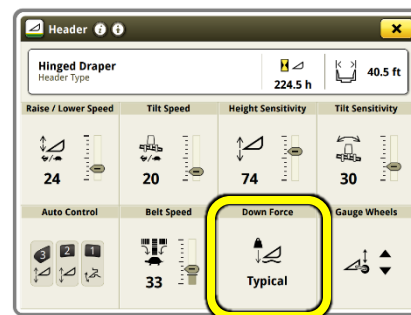 Header
Hinged Draper
Header Type
224.5 h
40.5 ft
Raise / Lower Speed
Tilt Speed
Height Sensitivity
Tilt Sensitivity
24
20
74
30
Auto Control
Belt Speed
Down Force
Gauge Wheels
3 2 1
33
Typical